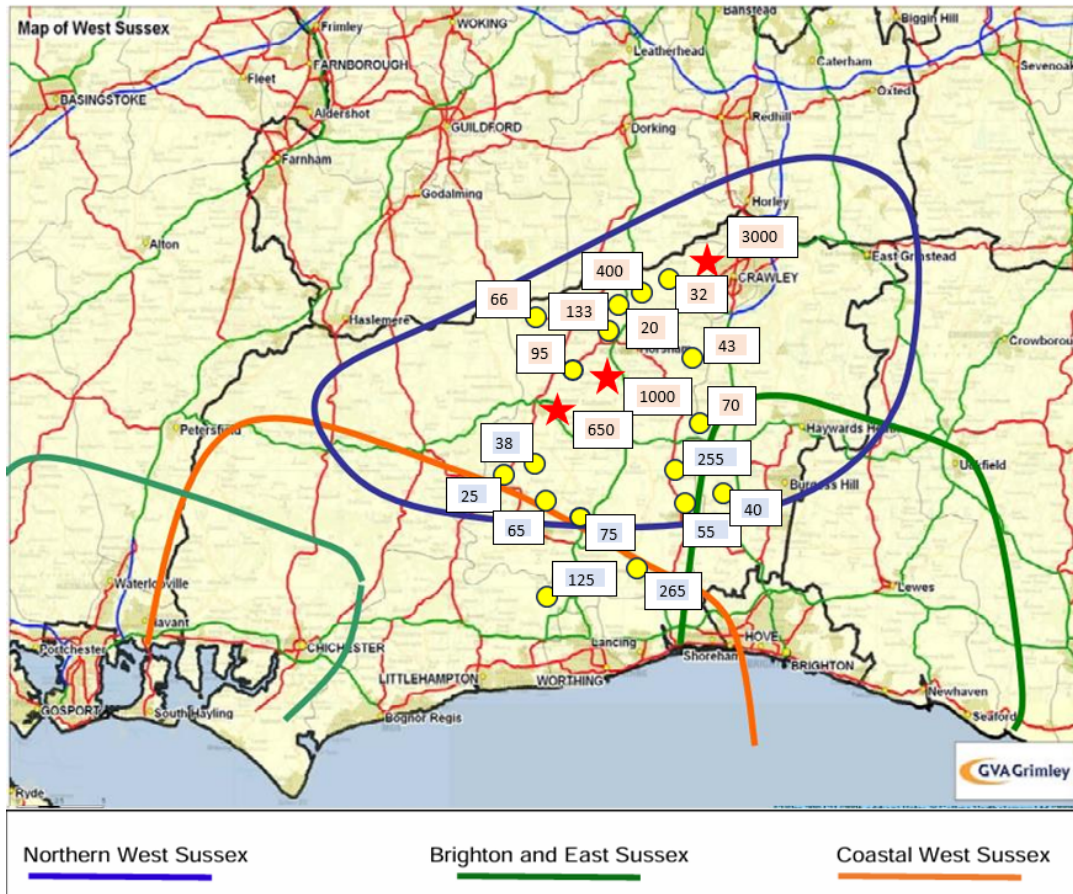 Map of West Sussex
Frimley
WOKING
Banstead
Biggin Hill
Leatherhead
Caterham
Sevenoak
FARNBOROUGH
Fleet
BASINGSTOKE
Oxted
Aldershot
Redhill
GUILDFORD
Dorking
Farnham
Godalming
Horley
3000
Alton
East Grinstead
400
CRAWLEY
66
133
32
Haslemere
20
Crowborou
95
43
1000
70
Petersfield
650
Haywards
38
255
Uckfield
Burgess Hill
25
40
65
75
55
125
Waterlooville
265
Lewes
Havant
Portchester
CHICHESTER
Lancing
HOVE
Shoreham
BRIGHTON
LITTLEHAMPTON
WORTHING
GOSPORT
South Hayling
Bognor Regis
Newhaven
Seaford
GVA Grimley
Ryde
Northern West Sussex
Brighton and East Sussex
Coastal West Sussex